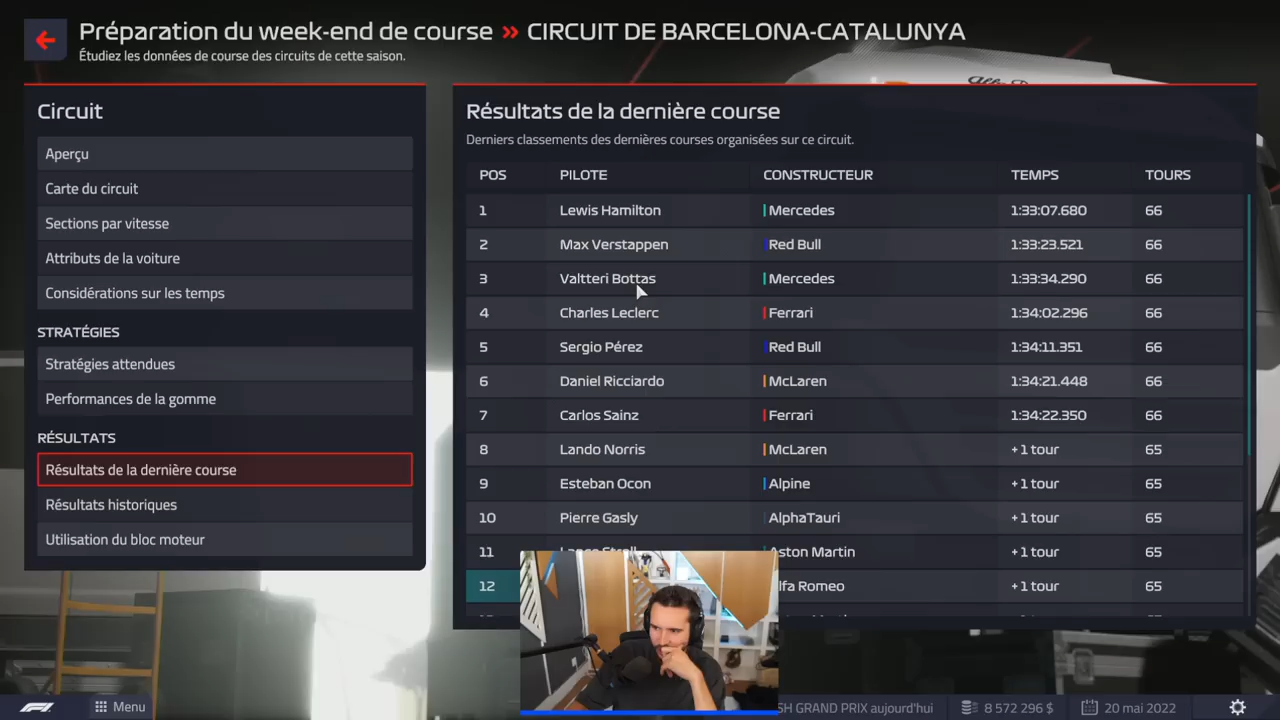 Préparation du week-end de course » CIRCUIT DE BARCELONA-CATALUNYA
Étudiez les données de course des circuits de cette saison.
Circuit
Aperçu
Carte du circuit
Sections par vitesse
Attributs de la voiture
Considérations sur les temps
STRATÉGIES
Stratégies attendues
Performances de la gomme
RÉSULTATS
Résultats de la dernière course
Résultats historiques
Utilisation du bloc moteur
Résultats de la dernière course
Derniers classements des dernières courses organisées sur ce circuit.
POS PILOTE CONSTRUCTEUR TEMPS TOURS
1 Lewis Hamilton Mercedes 1:33:07.680 66
2 Max Verstappen Red Bull 1:33:23.521 66
3 Valtteri Bottas Mercedes 1:33:34.290 66
4 Charles Leclerc Ferrari 1:34:02.296 66
5 Sergio Pérez Red Bull 1:34:11.351 66
6 Daniel Ricciardo McLaren 1:34:21.448 66
7 Carlos Sainz Ferrari 1:34:22.350 66
8 Lando Norris McLaren + 1 tour 65
9 Esteban Ocon Alpine + 1 tour 65
10 Pierre Gasly AlphaTauri + 1 tour 65
11 Aston Martin + 1 tour 65
12 lfa Romeo + 1 tour 65
Menu
SH GRAND PRIX aujourd'hui 8 572 296 $ 20 mai 2022